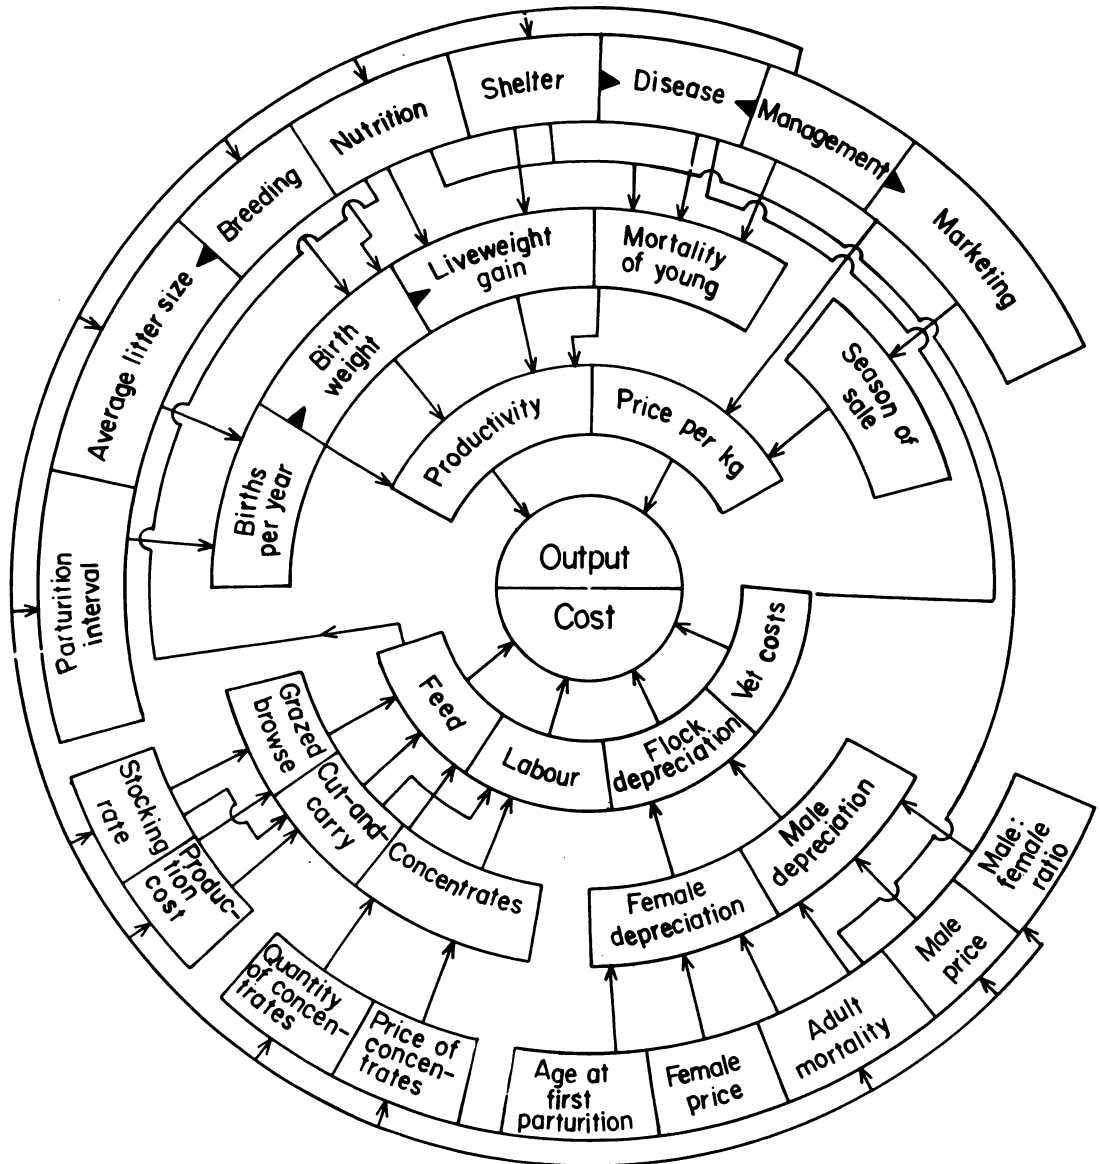 Shelter
Disease
Nutrition
Management
Breeding
Marketing
Average litter size
Parturition
interval
Liveweight
gain
Mortality
of young
Birth
weight
Births
per year
Season of
sale
Productivity
Price per kg
Output
Cost
Feed
Labour
Flock
depreciation
Vet costs
Grazed
browse
Cut-and-
carry
Concentrates
Female
depreciation
Male
depreciation
Stocking
rate
Produc-
tion
cost
Quantity
of concen-
trates
Price of
concen-
trates
Age at
first
parturition
Female
price
Adult
mortality
Male
price
Male:
female
ratio